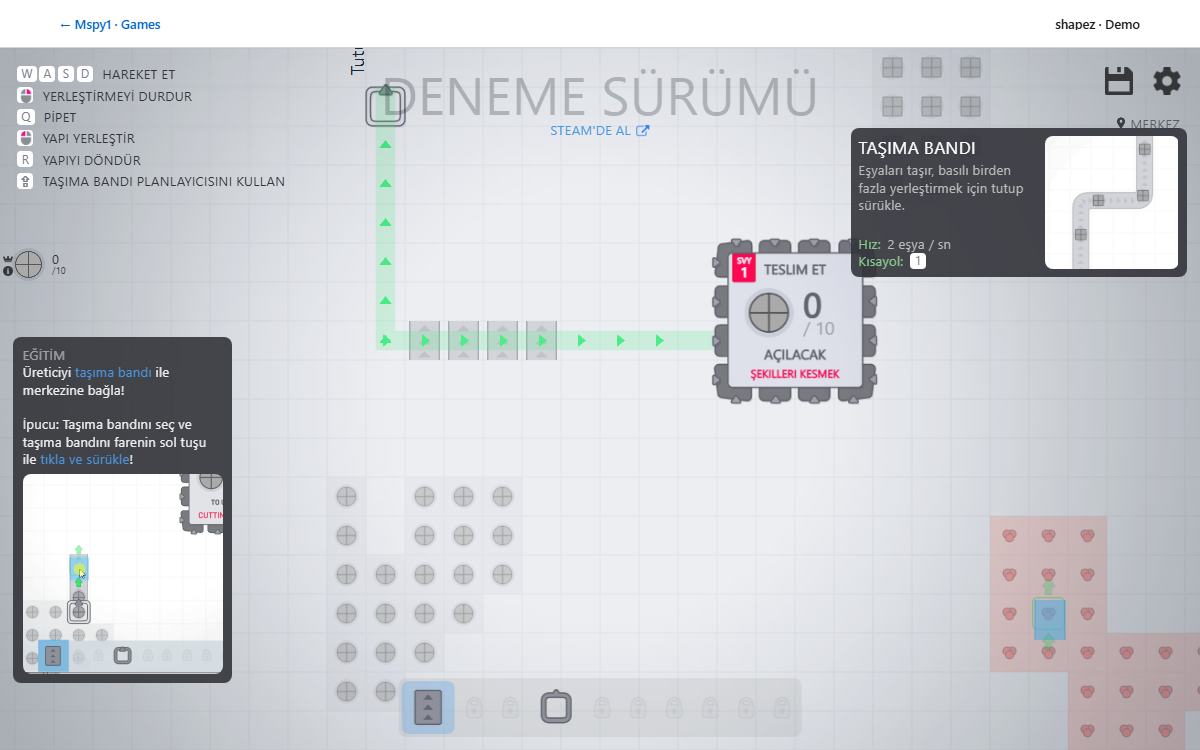 ← Mspy1 · Games
shapez · Demo
W A S D HAREKET ET
YERLEŞTİRMEYİ DURDUR
Q PİPET
YAPI YERLEŞTİR
R YAPIYI DÖNDÜR
TAŞIMA BANDI PLANLAYICISINI KULLAN
DENEME SÜRÜMÜ
STEAM'DE AL
MERKEZ
TAŞIMA BANDI
Eşyaları taşır, basılı birden
fazla yerleştirmek için tutup
sürükle.
Hız: 2 eşya / sn
Kısayol: 1
0
/10
SVY
1
TESLİM ET
0
/ 10
AÇILACAK
ŞEKILLERI KESMEK
EĞİTİM
Üreticiyi taşıma bandı ile
merkezine bağla!
İpucu: Taşıma bandını seç ve
taşıma bandını farenin sol tuşu
ile tıkla ve sürükle!